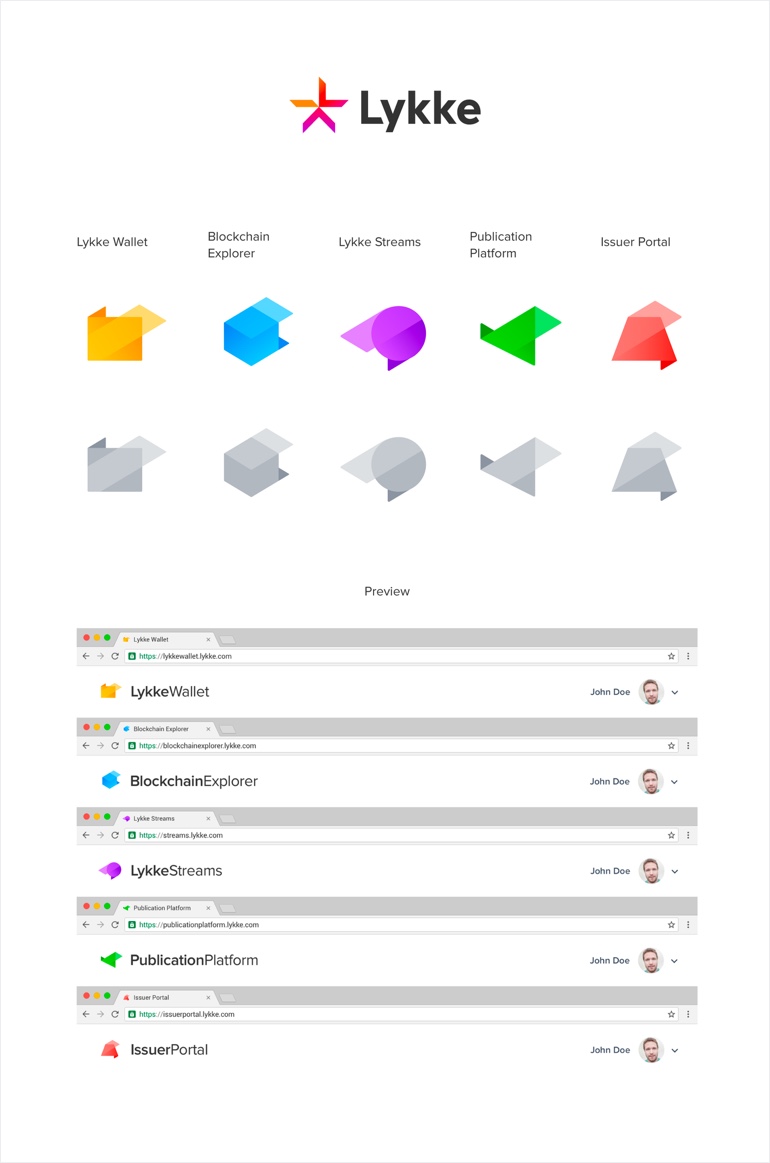 Lykke
Lykke Wallet
Blockchain
Explorer
Lykke Streams
Publication
Platform
Issuer Portal
Preview
Lykke Wallet
https://lykkewallet.lykke.com
LykkeWallet
John Doe
Blockchain Explorer
https://blockchainexplorer.lykke.com
BlockchainExplorer
John Doe
Lykke Streams
https://streams.lykke.com
LykkeStreams
John Doe
Publication Platform
https://publicationplatform.lykke.com
PublicationPlatform
John Doe
Issuer Portal
https://issuerportal.lykke.com
IssuerPortal
John Doe